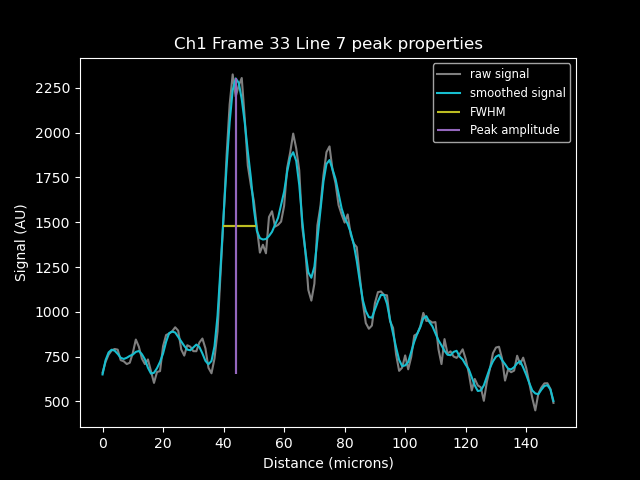 Ch1 Frame 33 Line 7 peak properties
raw signal
smoothed signal
FWHM
Peak amplitude
Signal (AU)
2250
2000
1750
1500
1250
1000
750
500
0 20 40 60 80 100 120 140
Distance (microns)